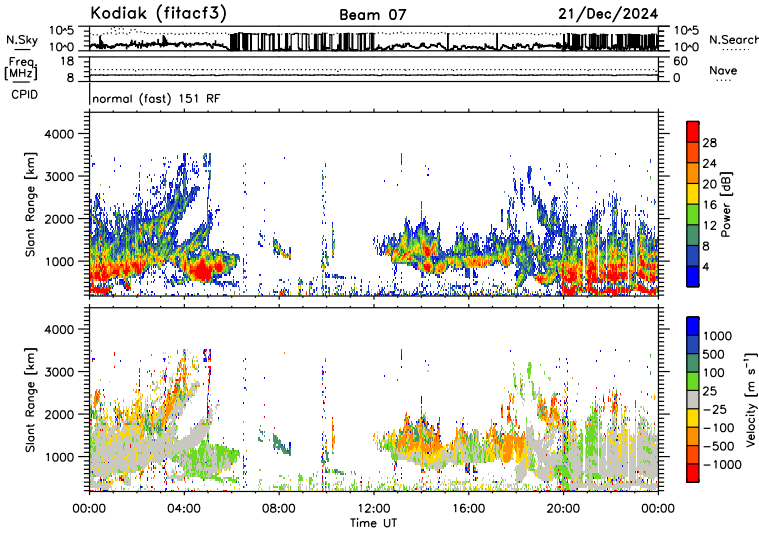 Kodiak (fitacf3) Beam 07 21/Dec/2024
N.Sky 10^5 10^0 10^5 10^0 N.Search
Freq. [MHz] 18 8 60 0 Nave
CPID normal (fast) 151 RF
Slant Range [km] 4000 3000 2000 1000
28 24 20 16 12 8 4 Power [dB]
Slant Range [km] 4000 3000 2000 1000
1000 500 100 25 -25 -100 -500 -1000 Velocity [m s⁻¹]
00:00 04:00 08:00 12:00 16:00 20:00 00:00
Time UT